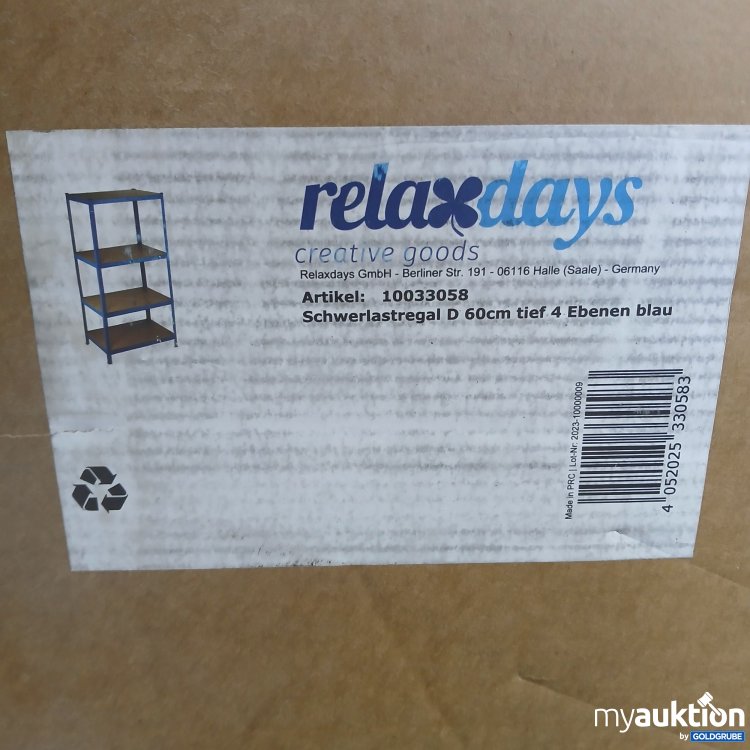 relaxdays
creative goods
Relaxdays GmbH - Berliner Str. 191 - 06116 Halle (Saale) - Germany
Artikel: 10033058
Schwerlastregal D 60cm tief 4 Ebenen blau
Made in PRC | Lot-Nr. 2023-10000009
4 052025 330583
myauktion
by GOLDGRUBE